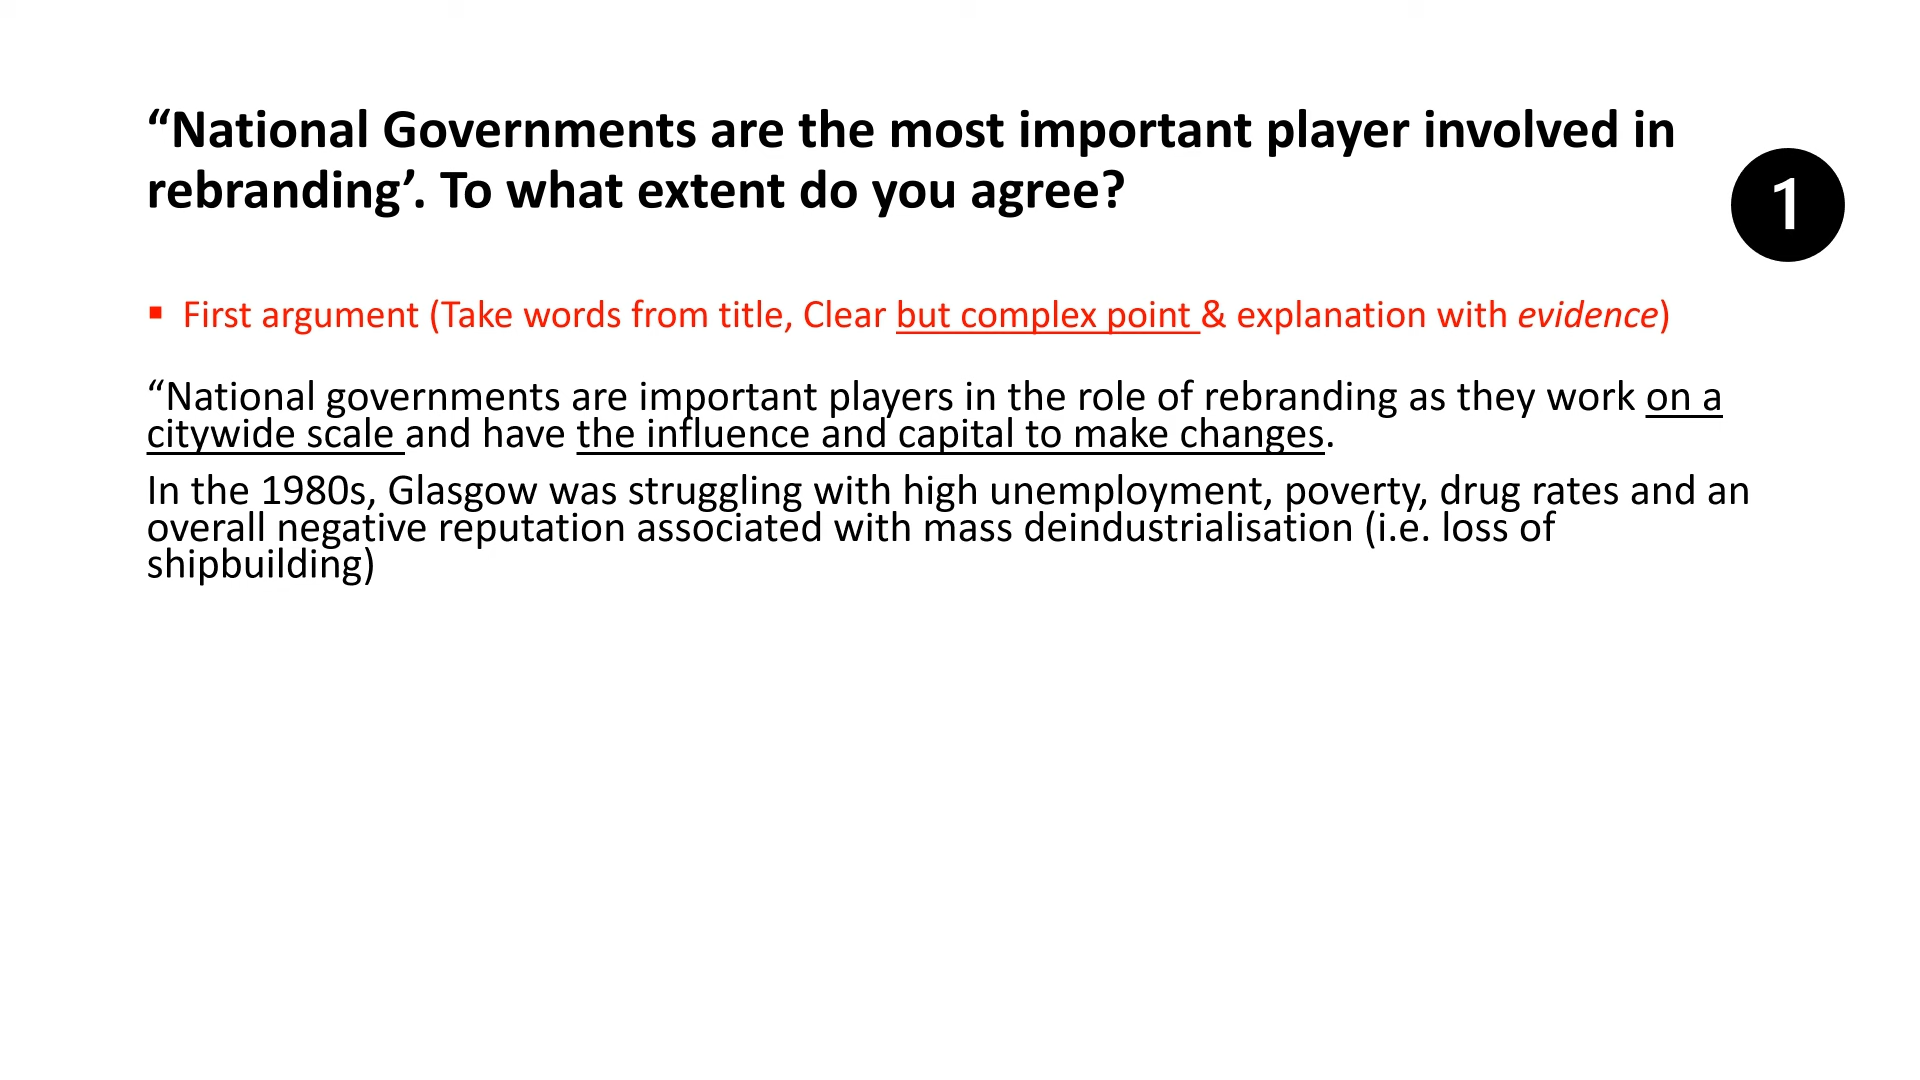 “National Governments are the most important player involved in
rebranding’. To what extent do you agree?
1
▪ First argument (Take words from title, Clear but complex point & explanation with evidence)
“National governments are important players in the role of rebranding as they work on a
citywide scale and have the influence and capital to make changes.
In the 1980s, Glasgow was struggling with high unemployment, poverty, drug rates and an
overall negative reputation associated with mass deindustrialisation (i.e. loss of
shipbuilding)